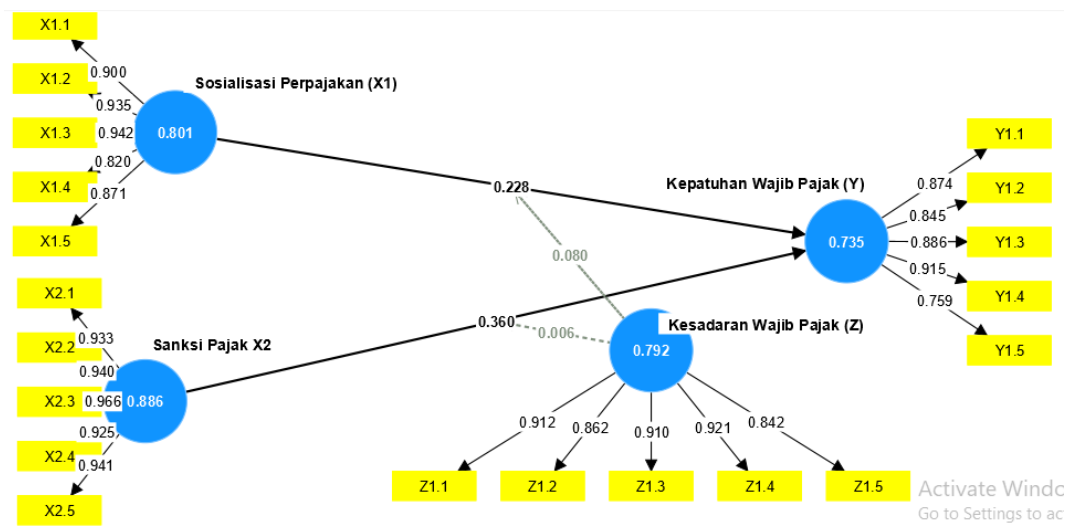 X1.1
0.900
X1.2
Sosialisasi Perpajakan (X1)
0.935
X1.3
0.942
0.801
0.820
X1.4
0.871
X1.5
0.228
Kepatuhan Wajib Pajak (Y)
Y1.1
0.874
Y1.2
0.845
0.735
0.886
Y1.3
0.915
Y1.4
0.759
Y1.5
0.080
X2.1
0.933
X2.2
Sanksi Pajak X2
0.940
X2.3
0.966
0.886
0.925
X2.4
0.941
X2.5
0.360
0.006
Kesadaran Wajib Pajak (Z)
0.792
0.912
0.862
0.910
0.921
0.842
Z1.1
Z1.2
Z1.3
Z1.4
Z1.5
Activate Windo
Go to Settings to ac